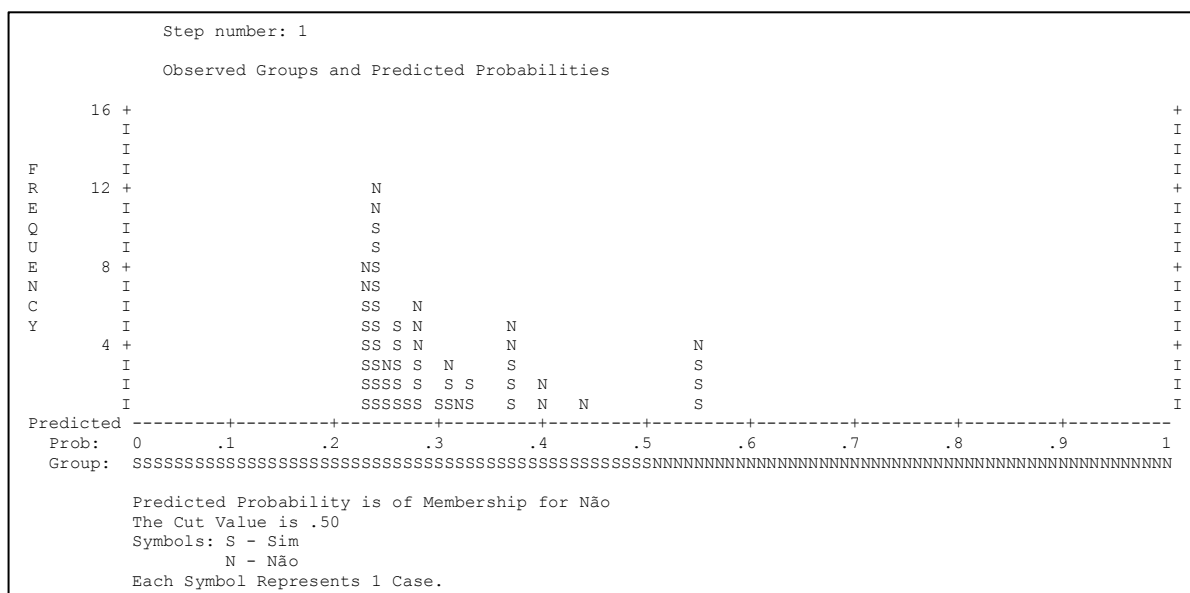 Step number: 1
Observed Groups and Predicted Probabilities
16 + +
I I
I I
F I I
R 12 + N +
E I N I
Q I S I
U I S I
E 8 + NS +
N I NS I
C I SS N I
Y I SS S N N I
4 + SS S N N N +
I SSNNS S N S S I
I SSSS S S S S N S I
I SSSSSS SSNS S N N S I
Predicted ---------+---------+---------+---------+---------+---------+---------+---------+---------+----------
Prob: 0 .1 .2 .3 .4 .5 .6 .7 .8 .9 1
Group: SSSSSSSSSSSSSSSSSSSSSSSSSSSSSSSSSSSSSSSSSSSSSSSSSSNNNNNNNNNNNNNNNNNNNNNNNNNNNNNNNNNNNNNNNNNNNNNNNNNN
Predicted Probability is of Membership for Não
The Cut Value is .50
Symbols: S - Sim
N - Não
Each Symbol Represents 1 Case.